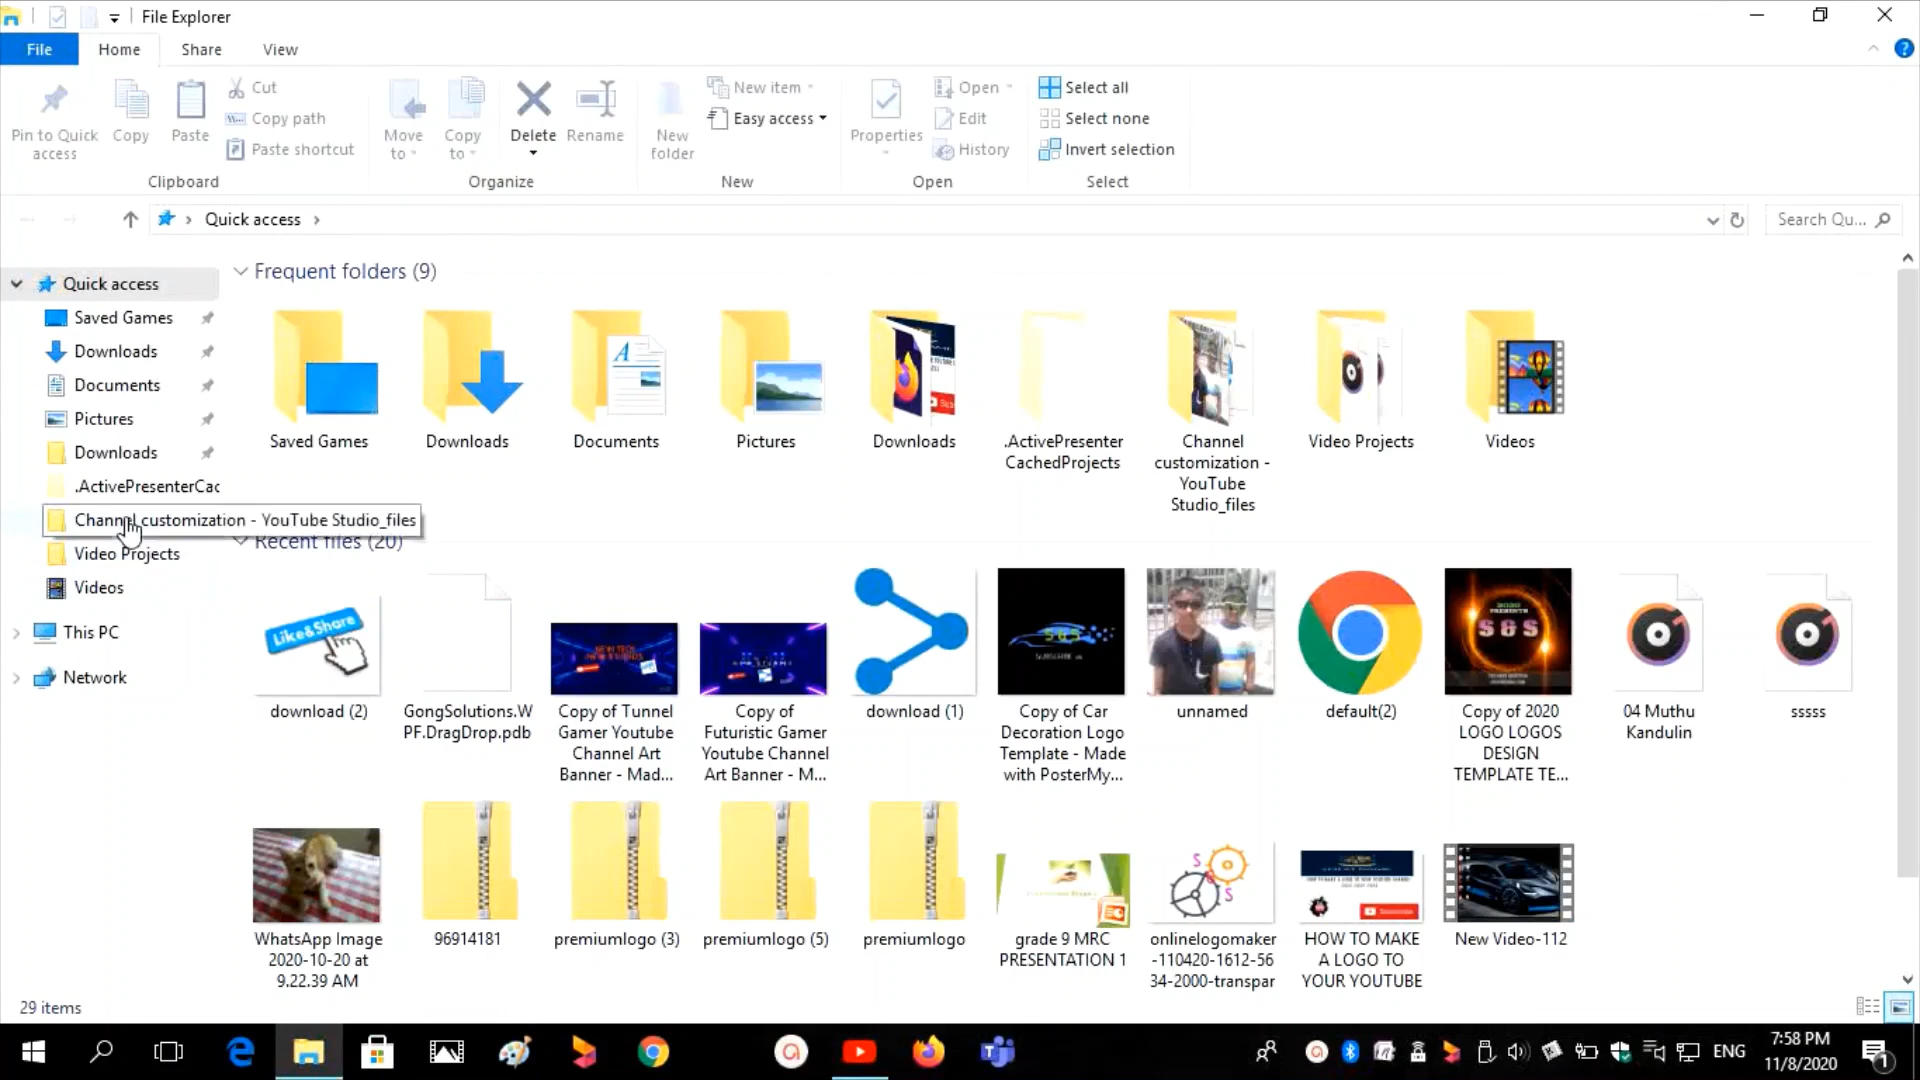 File Explorer
File Home Share View
Pin to Quick
access
Copy
Paste
Cut
Copy path
Paste shortcut
Clipboard
Move
to
Copy
to
Delete
Rename
Organize
New
folder
New item
Easy access
New
Properties
Open
Edit
History
Open
Select all
Select none
Invert selection
Select
Quick access
Search Qu...
Quick access
Saved Games
Downloads
Documents
Pictures
Downloads
.ActivePresenterCac
Channel customization - YouTube Studio_files
Video Projects
Videos
This PC
Network
Frequent folders (9)
Saved Games
Downloads
Documents
Pictures
Downloads
.ActivePresenter
CachedProjects
Channel
customization -
YouTube
Studio_files
Video Projects
Videos
Recent files (20)
Like&Share
S&S
2020
PRESENTS
S & S
download (2)
GongSolutions.W
PF.DragDrop.pdb
Copy of Tunnel
Gamer Youtube
Channel Art
Banner - Mad...
Copy of
Futuristic Gamer
Youtube Channel
Art Banner - M...
download (1)
Copy of Car
Decoration Logo
Template - Made
with PosterMy...
unnamed
default(2)
Copy of 2020
LOGO LOGOS
DESIGN
TEMPLATE TE...
04 Muthu
Kandulin
sssss
WhatsApp Image
2020-10-20 at
9.22.39 AM
96914181
premiumlogo (3)
premiumlogo (5)
premiumlogo
grade 9 MRC
PRESENTATION 1
onlinelogomaker
-110420-1612-56
34-2000-transpar
HOW TO MAKE
A LOGO TO
YOUR YOUTUBE
New Video-112
29 items
ENG
7:58 PM
11/8/2020
1